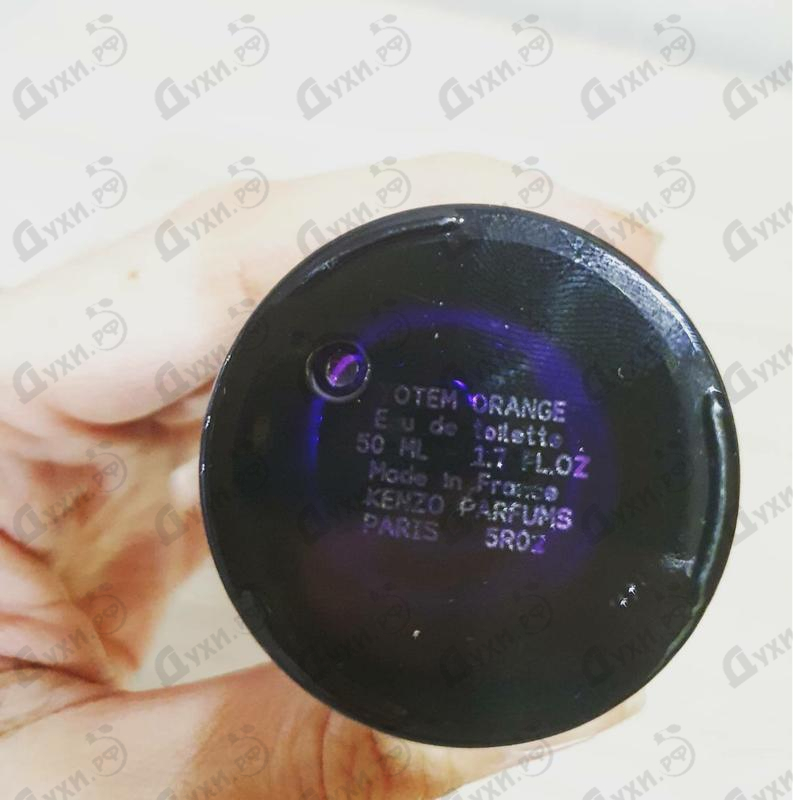 TOTEM ORANGE
Eau de toilette
50 ML 1.7 FL.OZ
Made in France
KENZO PARFUMS
PARIS 5R02
Духи.рф